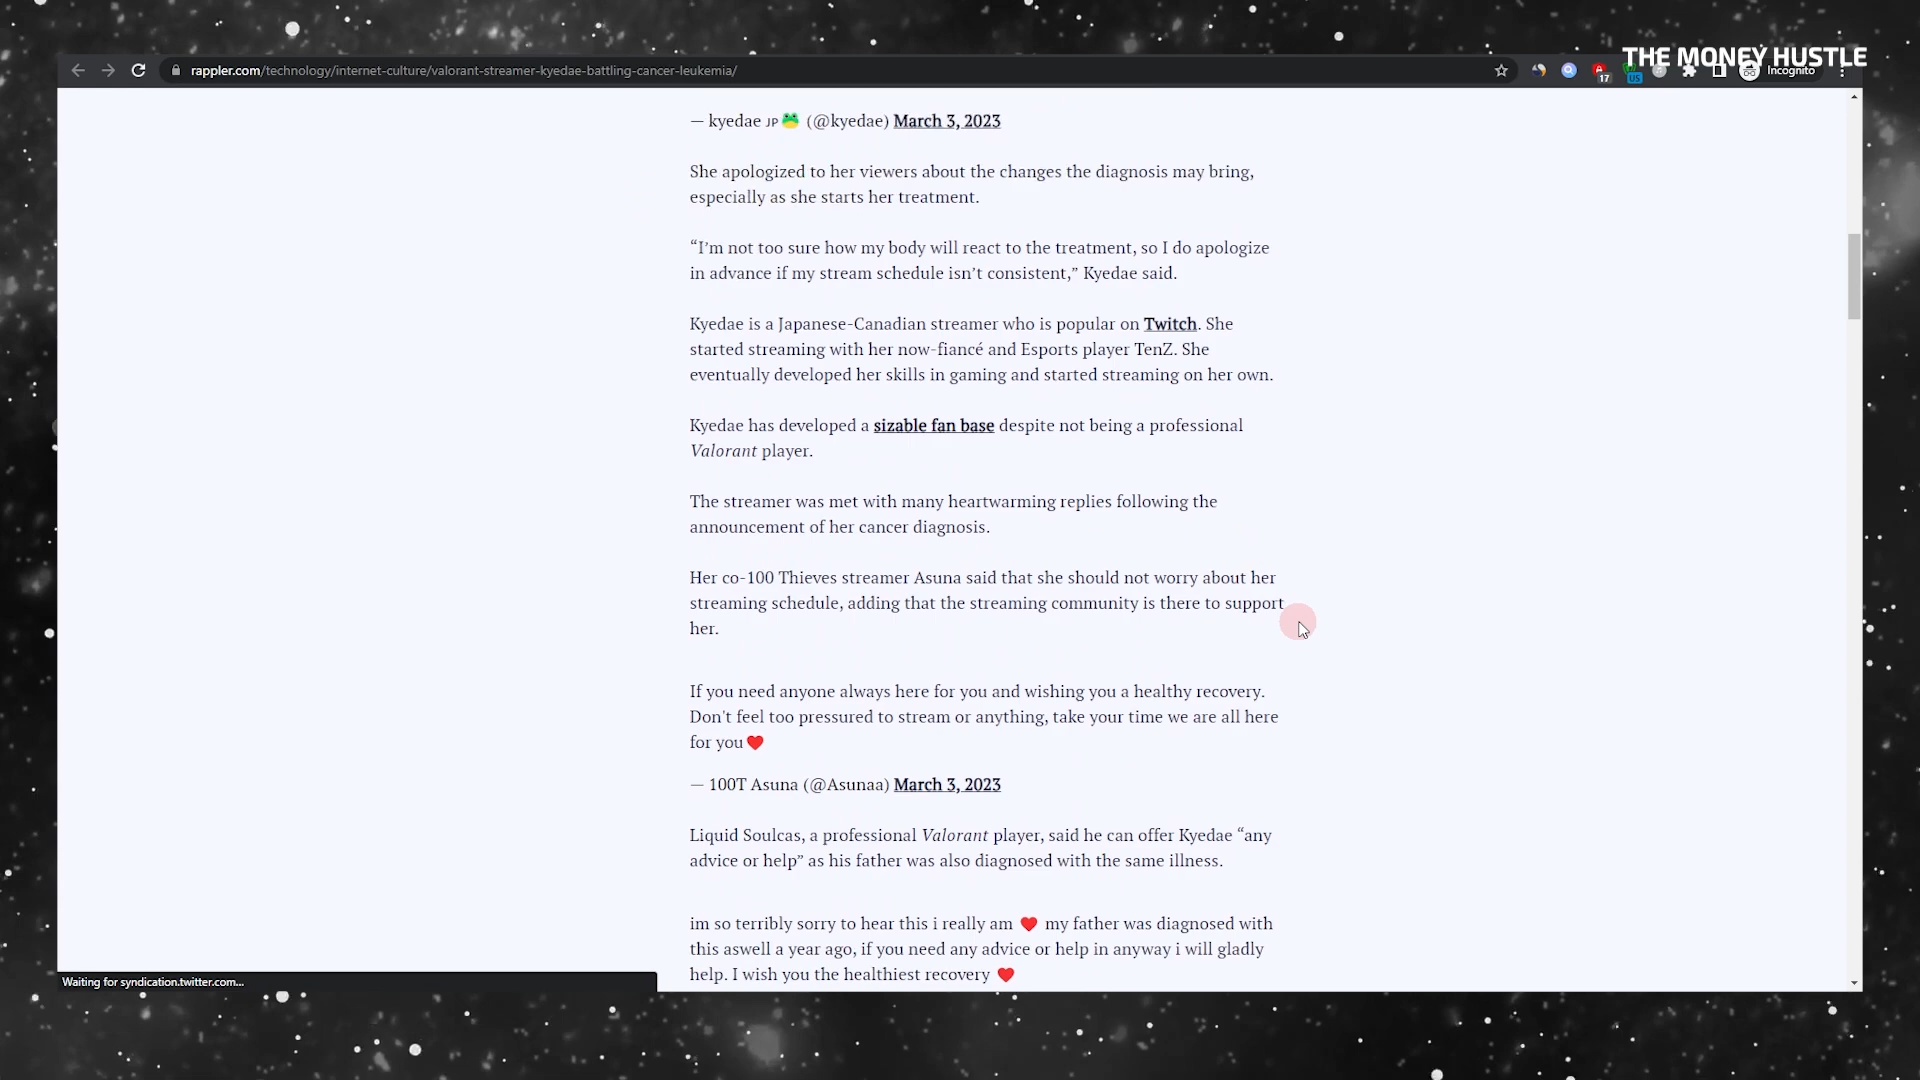 THE MONEY HUSTLE
rappler.com/technology/internet-culture/valorant-streamer-kyedae-battling-cancer-leukemia/
17
US
Incognito
— kyedae JP🐸 (@kyedae) March 3, 2023
She apologized to her viewers about the changes the diagnosis may bring,
especially as she starts her treatment.
“I’m not too sure how my body will react to the treatment, so I do apologize
in advance if my stream schedule isn’t consistent,” Kyedae said.
Kyedae is a Japanese-Canadian streamer who is popular on Twitch. She
started streaming with her now-fiancé and Esports player TenZ. She
eventually developed her skills in gaming and started streaming on her own.
Kyedae has developed a sizable fan base despite not being a professional
Valorant player.
The streamer was met with many heartwarming replies following the
announcement of her cancer diagnosis.
Her co-100 Thieves streamer Asuna said that she should not worry about her
streaming schedule, adding that the streaming community is there to support
her.
If you need anyone always here for you and wishing you a healthy recovery.
Don't feel too pressured to stream or anything, take your time we are all here
for you❤️
— 100T Asuna (@Asunaa) March 3, 2023
Liquid Soulcas, a professional Valorant player, said he can offer Kyedae “any
advice or help” as his father was also diagnosed with the same illness.
im so terribly sorry to hear this i really am ❤️ my father was diagnosed with
this aswell a year ago, if you need any advice or help in anyway i will gladly
help. I wish you the healthiest recovery ❤️
Waiting for syndication.twitter.com...